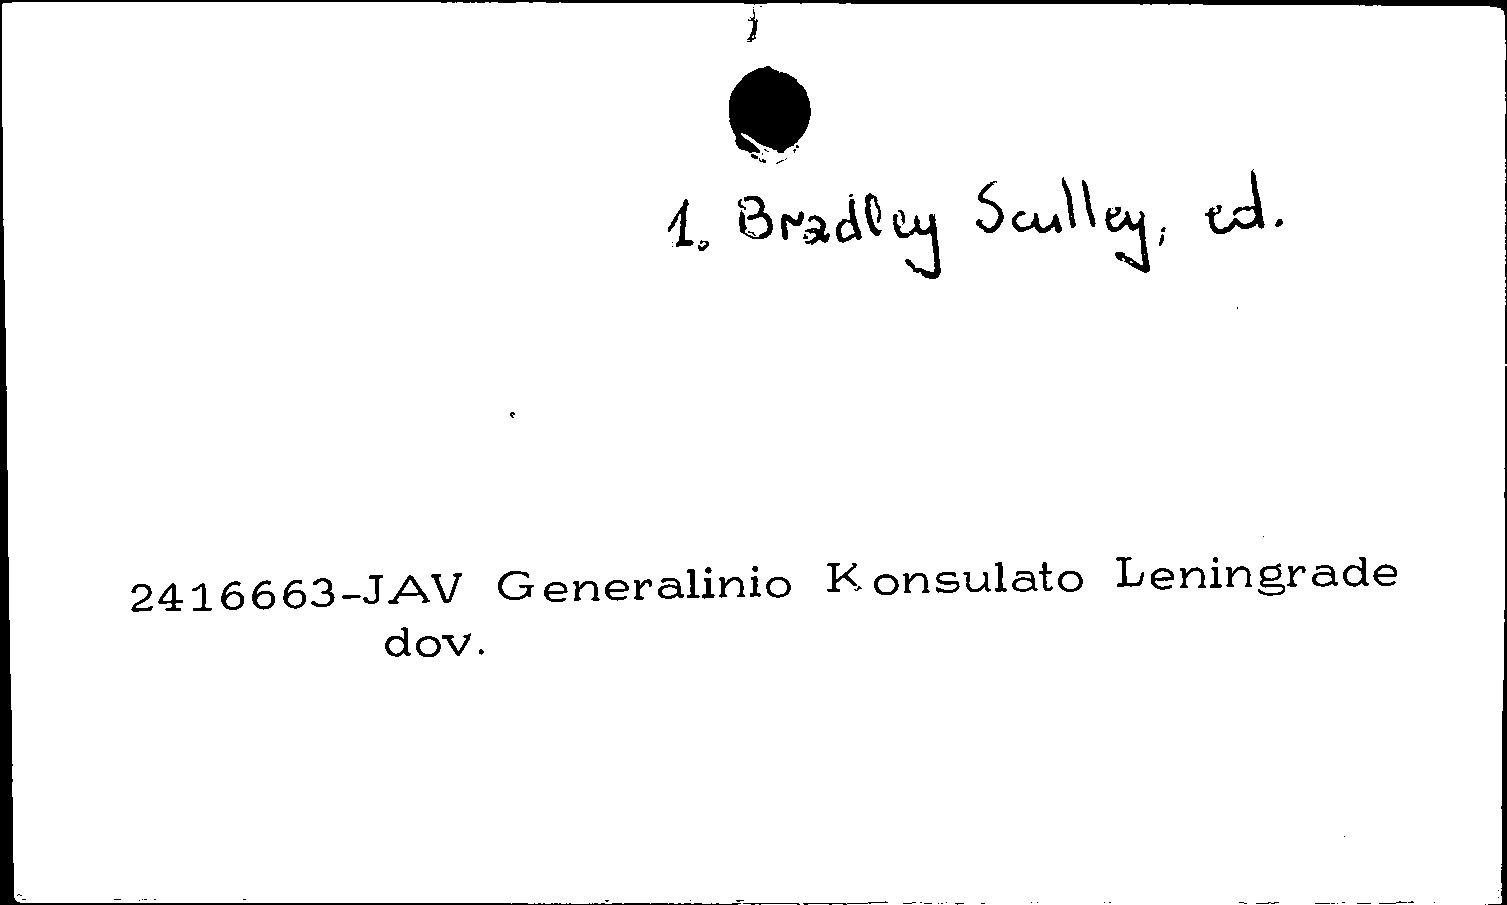 1. Bradley Sculley, ed.
2416663-JAV Generalinio Konsulato Leningrade
dov.